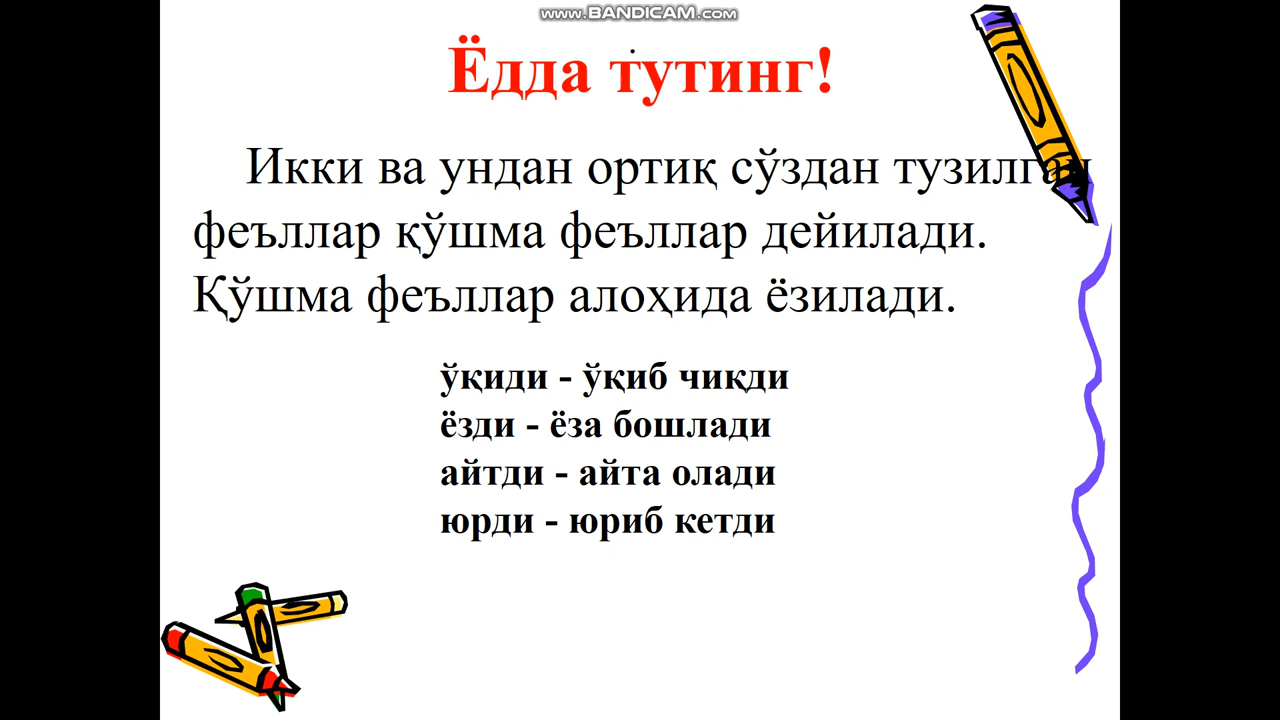 www.BANDICAM.com
Ёдда тутинг!
Икки ва ундан ортиқ сўздан тузилган
феъллар қўшма феъллар дейилади.
Қўшма феъллар алоҳида ёзилади.
ўқиди - ўқиб чиқди
ёзди - ёза бошлади
айтди - айта олади
юрди - юриб кетди